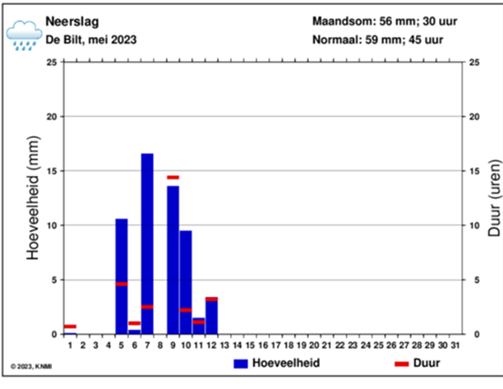 Neerslag
De Bilt, mei 2023
Maandsom: 56 mm; 30 uur
Normaal: 59 mm; 45 uur
25
20
15
10
5
0
Hoeveelheid (mm)
25
20
15
10
5
0
Duur (uren)
1 2 3 4 5 6 7 8 9 10 11 12 13 14 15 16 17 18 19 20 21 22 23 24 25 26 27 28 29 30 31
© 2023, KNMI
Hoeveelheid
Duur